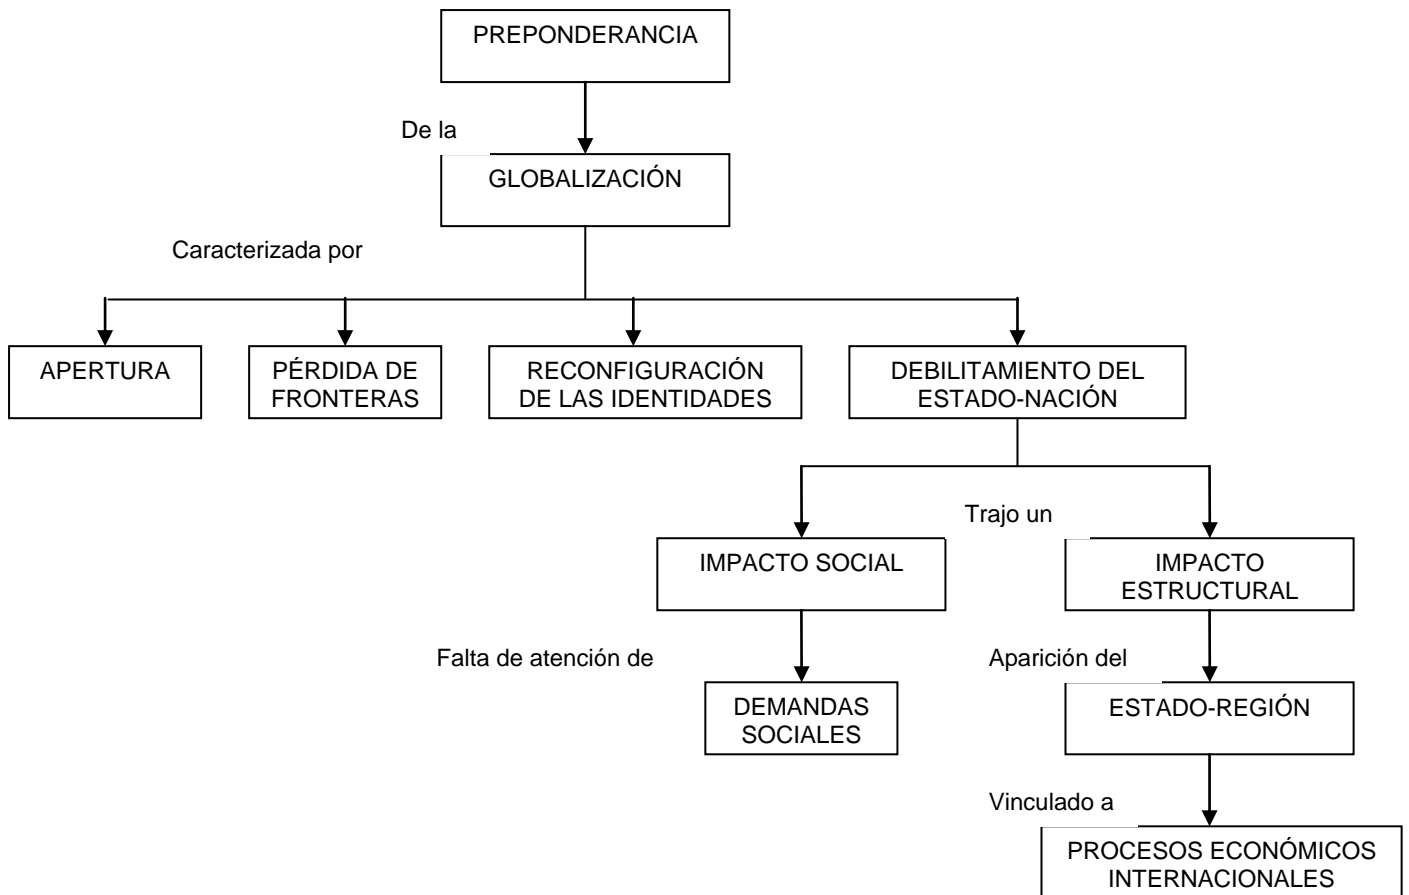 PREPONDERANCIA
De la
GLOBALIZACIÓN
Caracterizada por
APERTURA
PÉRDIDA DE
FRONTERAS
RECONFIGURACIÓN
DE LAS IDENTIDADES
DEBILITAMIENTO DEL
ESTADO-NACIÓN
Trajo un
IMPACTO SOCIAL
IMPACTO
ESTRUCTURAL
Falta de atención de
Aparición del
DEMANDAS
SOCIALES
ESTADO-REGIÓN
Vinculado a
PROCESOS ECONÓMICOS
INTERNACIONALES